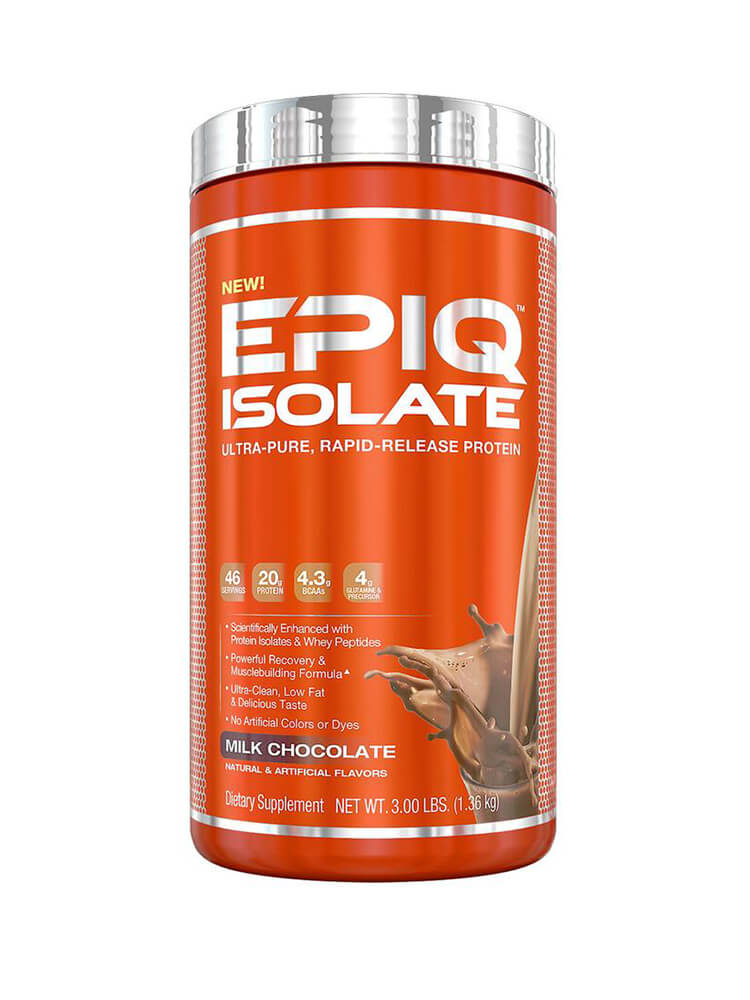 NEW!
EPIQ™
ISOLATE
ULTRA-PURE, RAPID-RELEASE PROTEIN
46 20g 4.3g 4g
SERVINGS PROTEIN BCAAs GLUTAMINE &
PRECURSOR
• Scientifically Enhanced with
Protein Isolates & Whey Peptides
• Powerful Recovery &
Musclebuilding Formula▲
• Ultra-Clean, Low Fat
& Delicious Taste
• No Artificial Colors or Dyes
MILK CHOCOLATE
NATURAL & ARTIFICIAL FLAVORS
Dietary Supplement NET WT. 3.00 LBS. (1.36 kg)